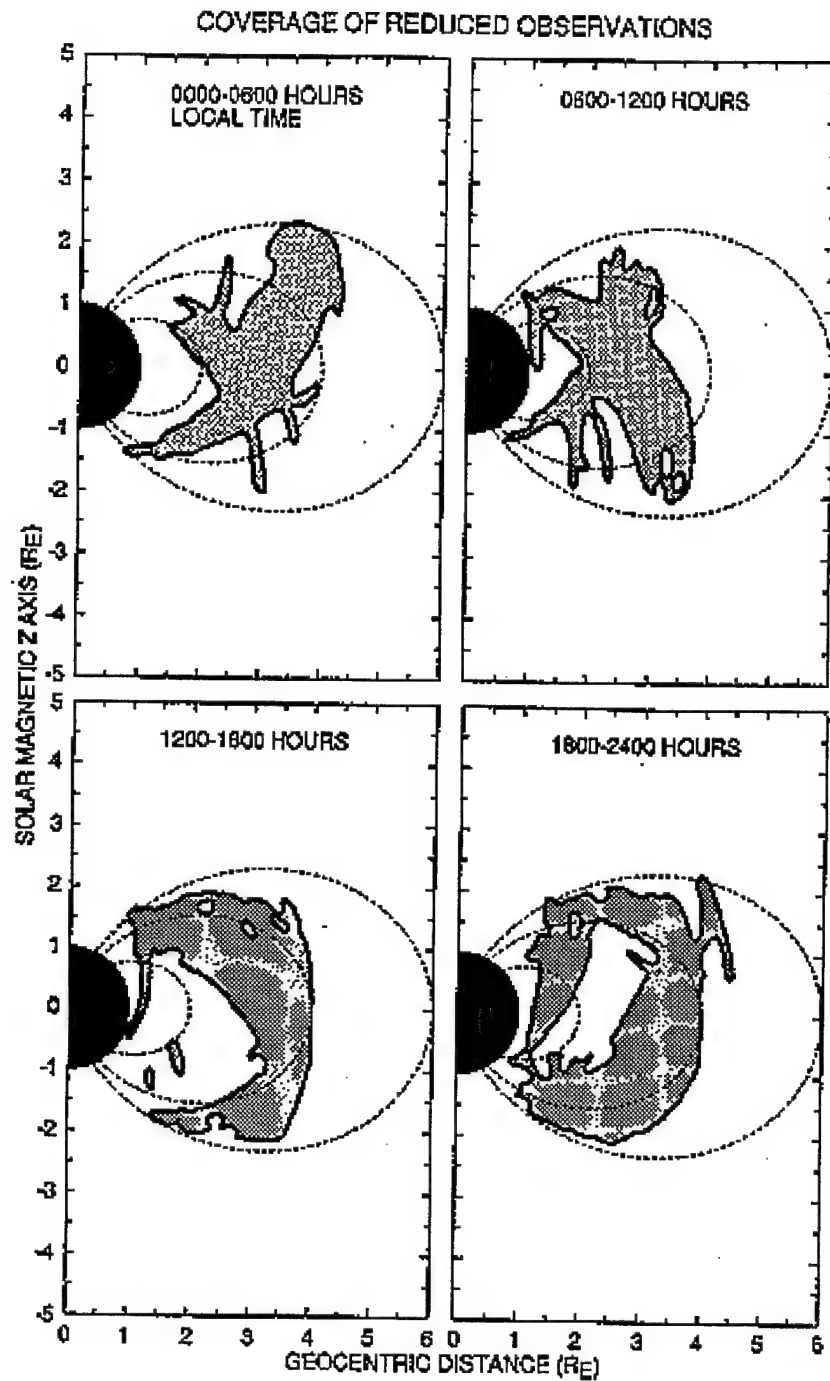 COVERAGE OF REDUCED OBSERVATIONS
0000-0600 HOURS
LOCAL TIME
0600-1200 HOURS
5
4
3
2
1
0
-1
-2
-3
-4
-5
SOLAR MAGNETIC Z AXIS (RE)
1200-1800 HOURS
1800-2400 HOURS
5
4
3
2
1
0
-1
-2
-3
-4
-5
0 1 2 3 4 5 6 0 1 2 3 4 5 6
GEOCENTRIC DISTANCE (RE)